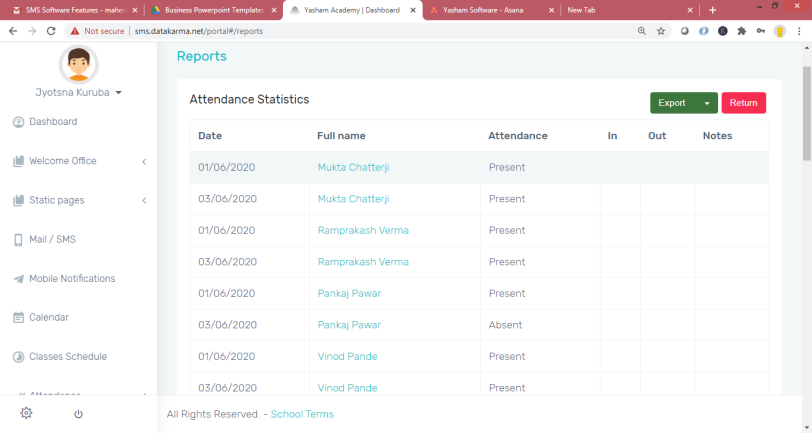 SMS Software Features - mahes
Business Powerpoint Templates
Yasham Academy | Dashboard
Yasham Software - Asana
New Tab
Not secure | sms.datakarma.net/portal#/reports
Jyotsna Kuruba
Dashboard
Welcome Office
Static pages
Mail / SMS
Mobile Notifications
Calendar
Classes Schedule
Attendance
Reports
Attendance Statistics
Export
Return
Date Full name Attendance In Out Notes
01/06/2020 Mukta Chatterji Present
03/06/2020 Mukta Chatterji Present
01/06/2020 Ramprakash Verma Present
03/06/2020 Ramprakash Verma Present
01/06/2020 Pankaj Pawar Present
03/06/2020 Pankaj Pawar Absent
01/06/2020 Vinod Pande Present
03/06/2020 Vinod Pande Present
All Rights Reserved. - School Terms